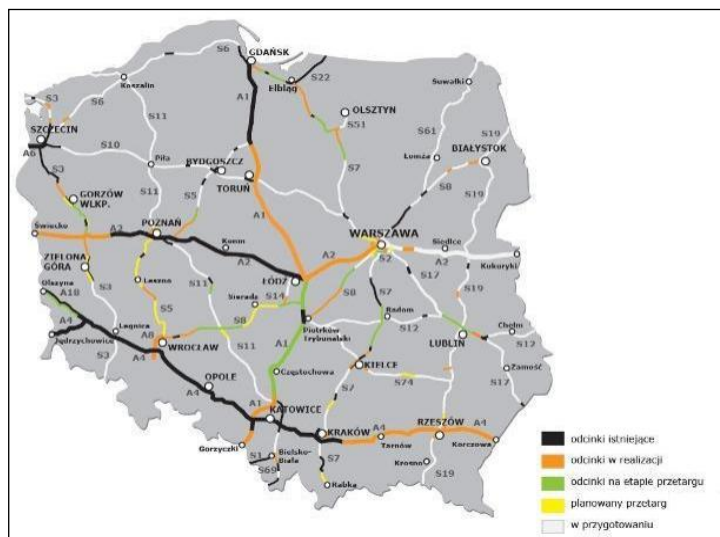 GDAŃSK
S6
Koszalin
S6
S3
Elbląg
S22
Suwałki
A1
OLSZTYN
S51
SZCZECIN
S11
S61
S19
A6
S10
BIAŁYSTOK
Łomża
S3
Piła
BYDGOSZCZ
S7
S8
TORUŃ
S19
GORZÓW
WLKP.
S11
S5
A1
Świecko
POZNAŃ
WARSZAWA
A2
Konin
A2
Siedlce
ZIELONA
GÓRA
A2
S2
A2
Kukuryki
ŁÓDŹ
S17
Olszyna
Leszno
S11
Sieradz
S14
S7
S19
A18
S3
S8
Radom
S5
S8
S12
Chełm
A4
Legnica
Piotrków
Trybunalski
LUBLIN
S12
Jędrzychowice
A8
WROCŁAW
A1
A4
S11
KIELCE
Zamość
S3
Częstochowa
S17
OPOLE
S7
S74
A4
A1
KATOWICE
RZESZÓW
KRAKÓW
A4
A4
Gorzyczki
Tarnów
Korczowa
S1
Bielsko-
Biała
S7
Krosno
S69
S19
Rabka
odcinki istniejące
odcinki w realizacji
odcinki na etapie przetargu
planowany przetarg
w przygotowaniu